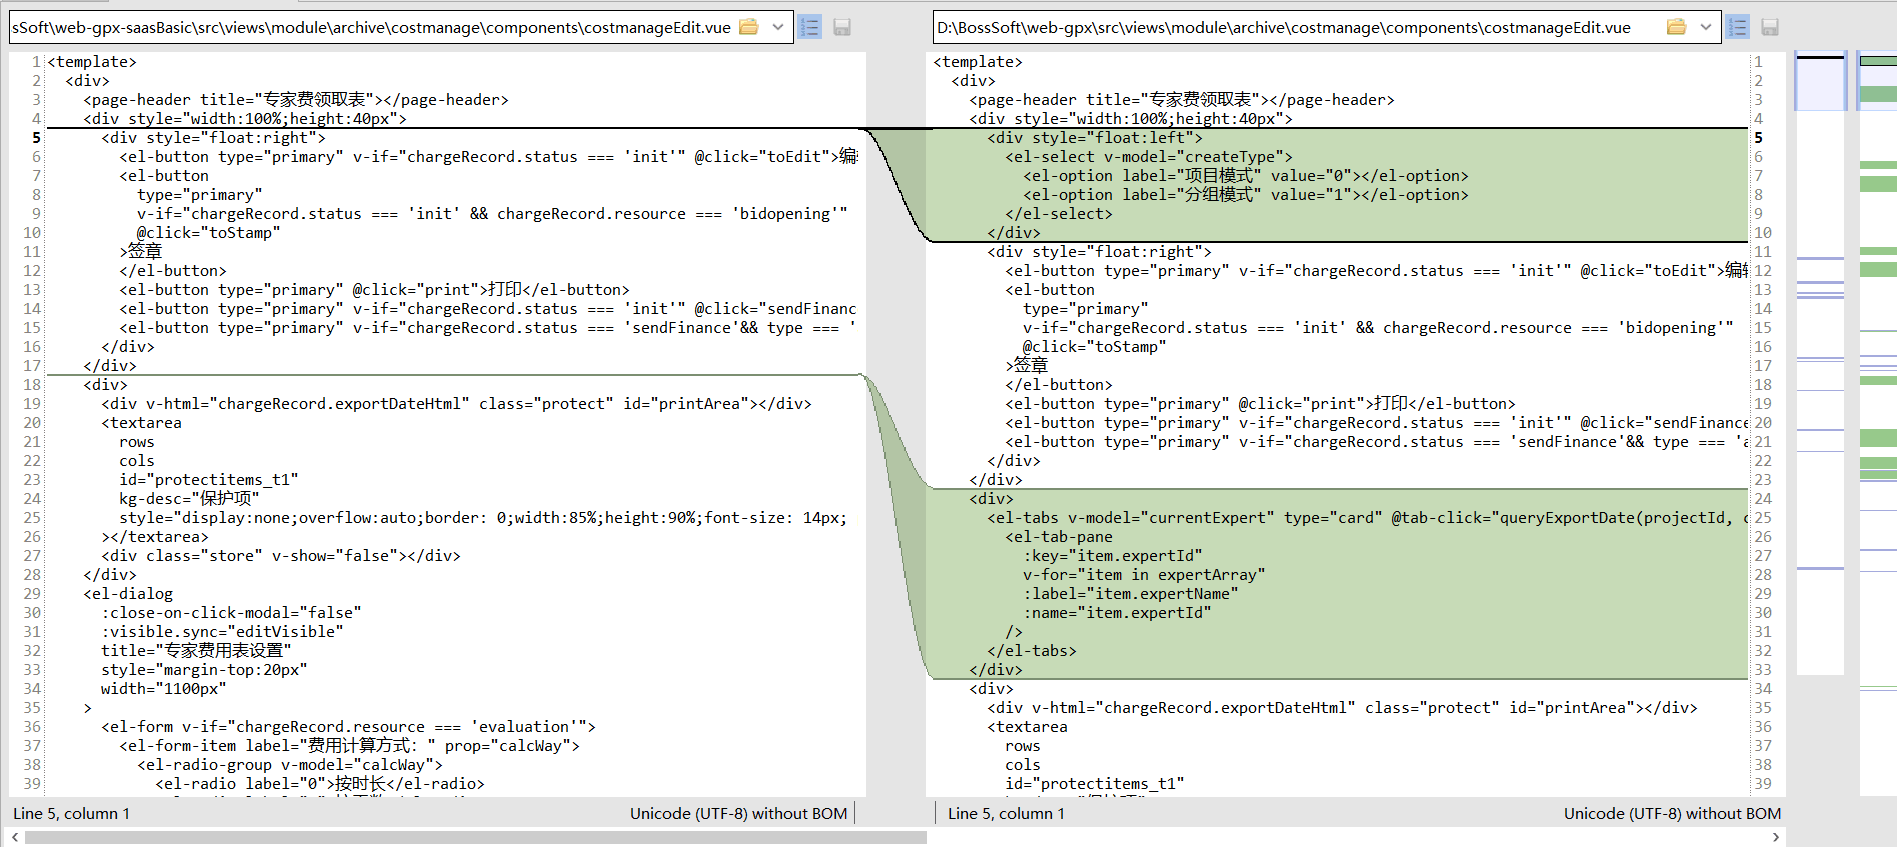 sSoft\web-gpx-saasBasic\src\views\module\archive\costmanage\components\costmanageEdit.vue
1 <template>
2 <div>
3 <page-header title="专家费领取表"></page-header>
4 <div style="width:100%;height:40px">
5 <div style="float:right">
6 <el-button type="primary" v-if="chargeRecord.status === 'init'" @click="toEdit">编
7 <el-button
8 type="primary"
9 v-if="chargeRecord.status === 'init' && chargeRecord.resource === 'bidopening'"
10 @click="toStamp"
11 >签章
12 </el-button>
13 <el-button type="primary" @click="print">打印</el-button>
14 <el-button type="primary" v-if="chargeRecord.status === 'init'" @click="sendFinanc
15 <el-button type="primary" v-if="chargeRecord.status === 'sendFinance'&& type === '
16 </div>
17 </div>
18 <div>
19 <div v-html="chargeRecord.exportDateHtml" class="protect" id="printArea"></div>
20 <textarea
21 rows
22 cols
23 id="protectitems_t1"
24 kg-desc="保护项"
25 style="display:none;overflow:auto;border: 0;width:85%;height:90%;font-size: 14px;
26 ></textarea>
27 <div class="store" v-show="false"></div>
28 </div>
29 <el-dialog
30 :close-on-click-modal="false"
31 :visible.sync="editVisible"
32 title="专家费用表设置"
33 style="margin-top:20px"
34 width="1100px"
35 >
36 <el-form v-if="chargeRecord.resource === 'evaluation'">
37 <el-form-item label="费用计算方式：" prop="calcWay">
38 <el-radio-group v-model="calcWay">
39 <el-radio label="0">按时长</el-radio>
Line 5, column 1
Unicode (UTF-8) without BOM
D:\BossSoft\web-gpx\src\views\module\archive\costmanage\components\costmanageEdit.vue
<template> 1
<div> 2
<page-header title="专家费领取表"></page-header> 3
<div style="width:100%;height:40px"> 4
<div style="float:left"> 5
<el-select v-model="createType"> 6
<el-option label="项目模式" value="0"></el-option> 7
<el-option label="分组模式" value="1"></el-option> 8
</el-select> 9
</div> 10
<div style="float:right"> 11
<el-button type="primary" v-if="chargeRecord.status === 'init'" @click="toEdit">编 12
<el-button 13
type="primary" 14
v-if="chargeRecord.status === 'init' && chargeRecord.resource === 'bidopening'" 15
@click="toStamp" 16
>签章 17
</el-button> 18
<el-button type="primary" @click="print">打印</el-button> 19
<el-button type="primary" v-if="chargeRecord.status === 'init'" @click="sendFinance 20
<el-button type="primary" v-if="chargeRecord.status === 'sendFinance'&& type === 'a 21
</div> 22
</div> 23
<div> 24
<el-tabs v-model="currentExpert" type="card" @tab-click="queryExportDate(projectId, c 25
<el-tab-pane 26
:key="item.expertId" 27
v-for="item in expertArray" 28
:label="item.expertName" 29
:name="item.expertId" 30
/> 31
</el-tabs> 32
</div> 33
<div> 34
<div v-html="chargeRecord.exportDateHtml" class="protect" id="printArea"></div> 35
<textarea 36
rows 37
cols 38
id="protectitems_t1" 39
Line 5, column 1
Unicode (UTF-8) without BOM